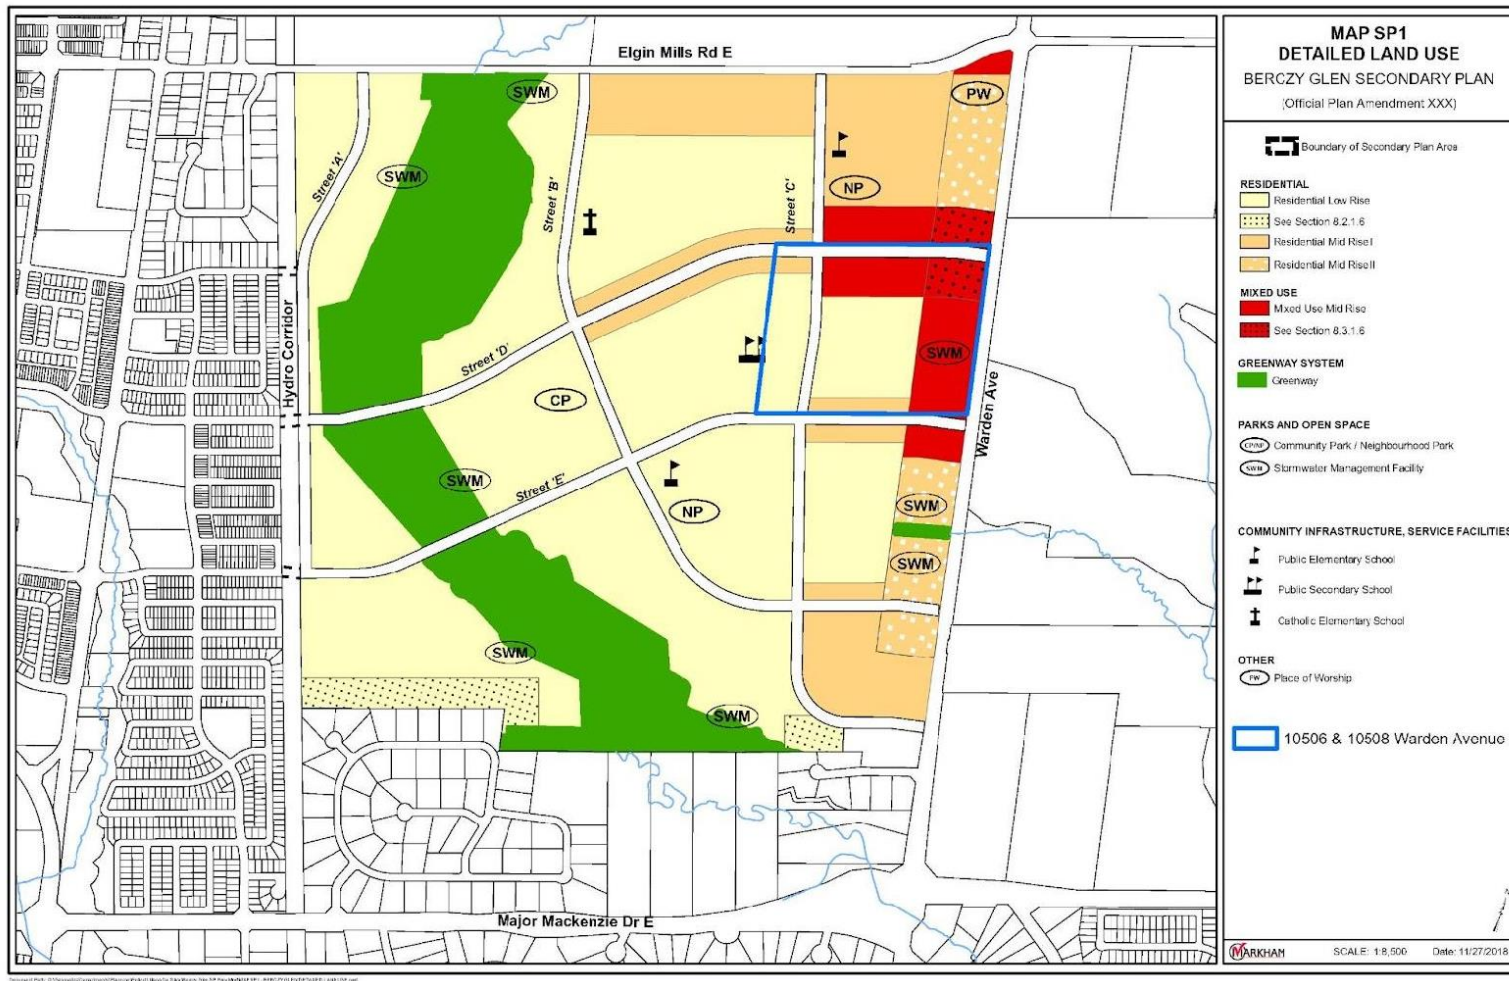 Elgin Mills Rd E
SWM
PW
Street 'A'
SWM
Street 'B'
Street 'C'
NP
Hydro Corridor
Street 'D'
SWM
CP
Warden Ave
SWM
Street 'E'
NP
SWM
SWM
SWM
SWM
Major Mackenzie Dr E
MAP SP1
DETAILED LAND USE
BERCZY GLEN SECONDARY PLAN
(Official Plan Amendment XXX)
Boundary of Secondary Plan Area
RESIDENTIAL
Residential Low Rise
See Section 8.2.1.6
Residential Mid Rise I
Residential Mid Rise II
MIXED USE
Mixed Use Mid Rise
See Section 8.3.1.6
GREENWAY SYSTEM
Greenway
PARKS AND OPEN SPACE
CP/NP Community Park / Neighbourhood Park
SWM Stormwater Management Facility
COMMUNITY INFRASTRUCTURE, SERVICE FACILITIES
Public Elementary School
Public Secondary School
Catholic Elementary School
OTHER
PW Place of Worship
10506 & 10508 Warden Avenue
MARKHAM SCALE: 1:8,500 Date: 11/27/2018